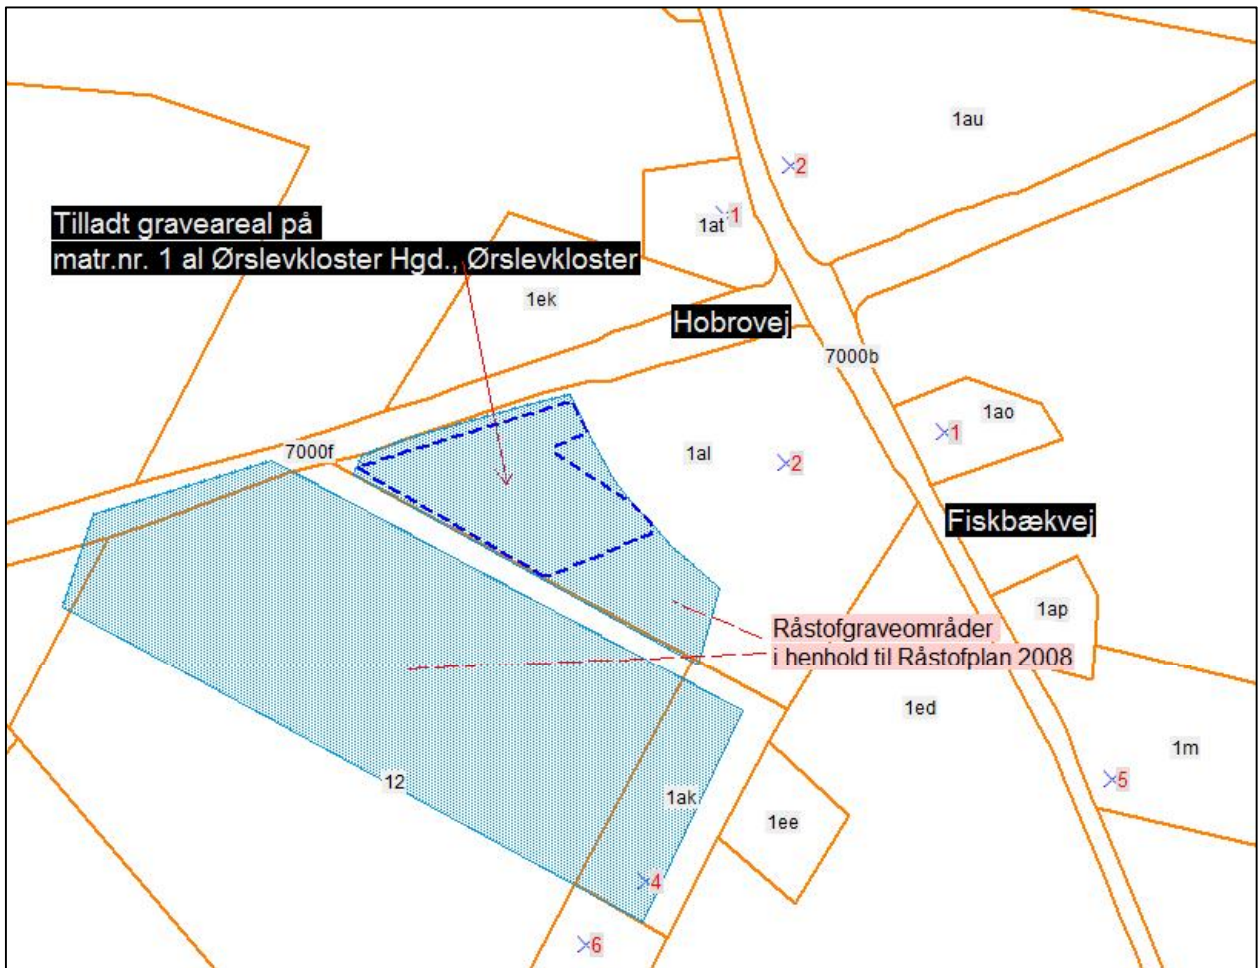 1au
2
1
1at
Tilladt graveareal på
matr.nr. 1 al Ørslevkloster Hgd., Ørslevkloster
1ek
Hobrovej
7000b
1ao
1
7000f
1al
2
Fiskbækvej
1ap
Råstofgraveområder
i henhold til Råstofplan 2008
1ed
1m
5
12
1ak
1ee
4
6